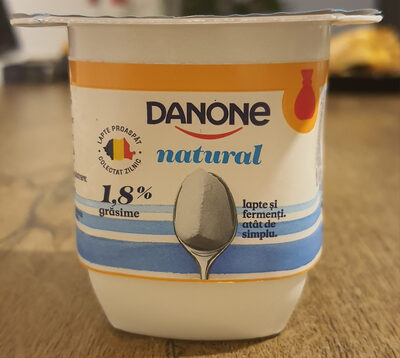 DANONE
LAPTE PROASPĂT
COLECTAT ZILNIC
natural
1,8%
grăsime
lapte și
fermenți.
atât de
simplu.